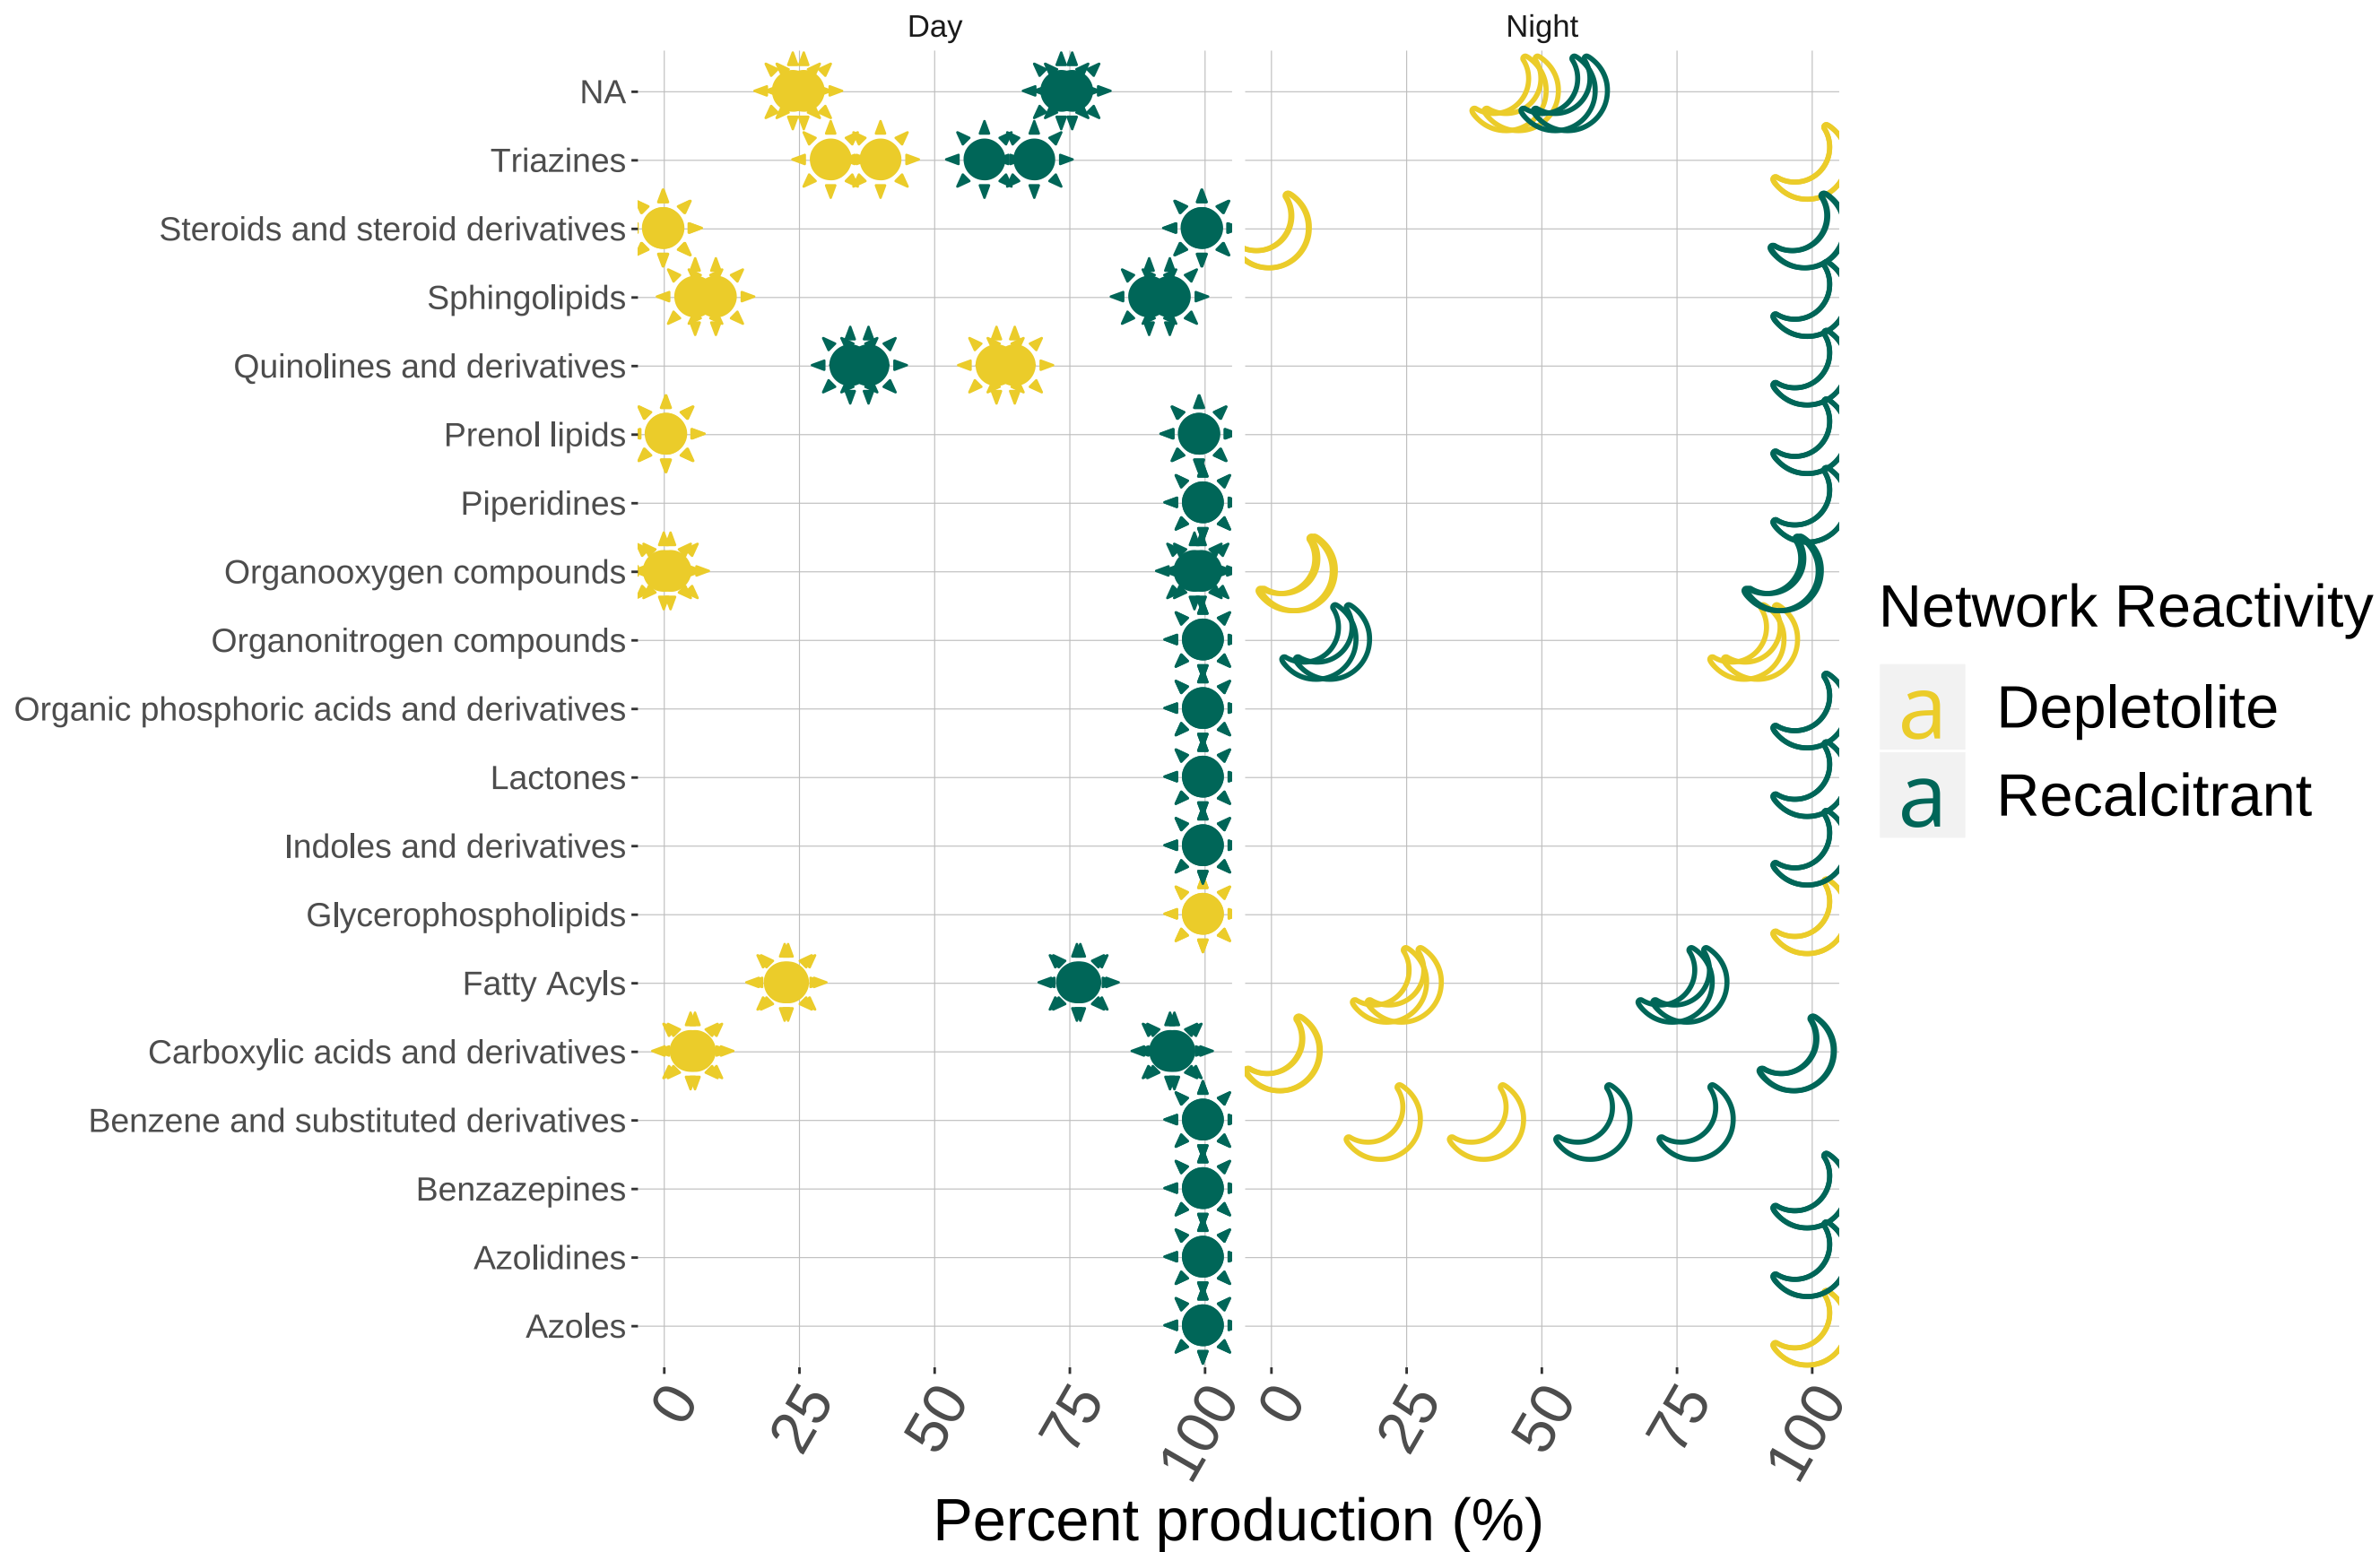 Day
Night
NA
Triazines
Steroids and steroid derivatives
Sphingolipids
Quinolines and derivatives
Prenol lipids
Piperidines
Organooxygen compounds
Organonitrogen compounds
Organic phosphoric acids and derivatives
Lactones
Indoles and derivatives
Glycerophospholipids
Fatty Acyls
Carboxylic acids and derivatives
Benzene and substituted derivatives
Benzazepines
Azolidines
Azoles
0 25 50 75 100 0 25 50 75 100
Percent production (%)
Network Reactivity
a Depletolite
a Recalcitrant